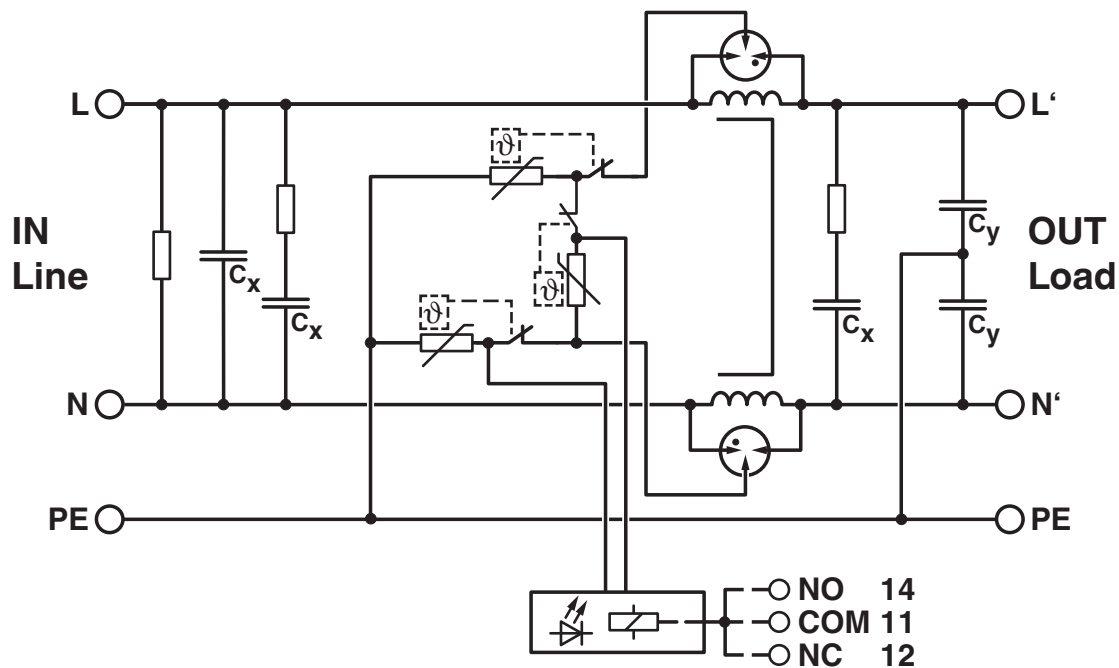 L
L‘
ϑ
IN
Line
OUT
Load
Cy
Cx
ϑ
Cx
ϑ
Cx
Cy
N
N‘
PE
PE
NO 14
COM 11
NC 12